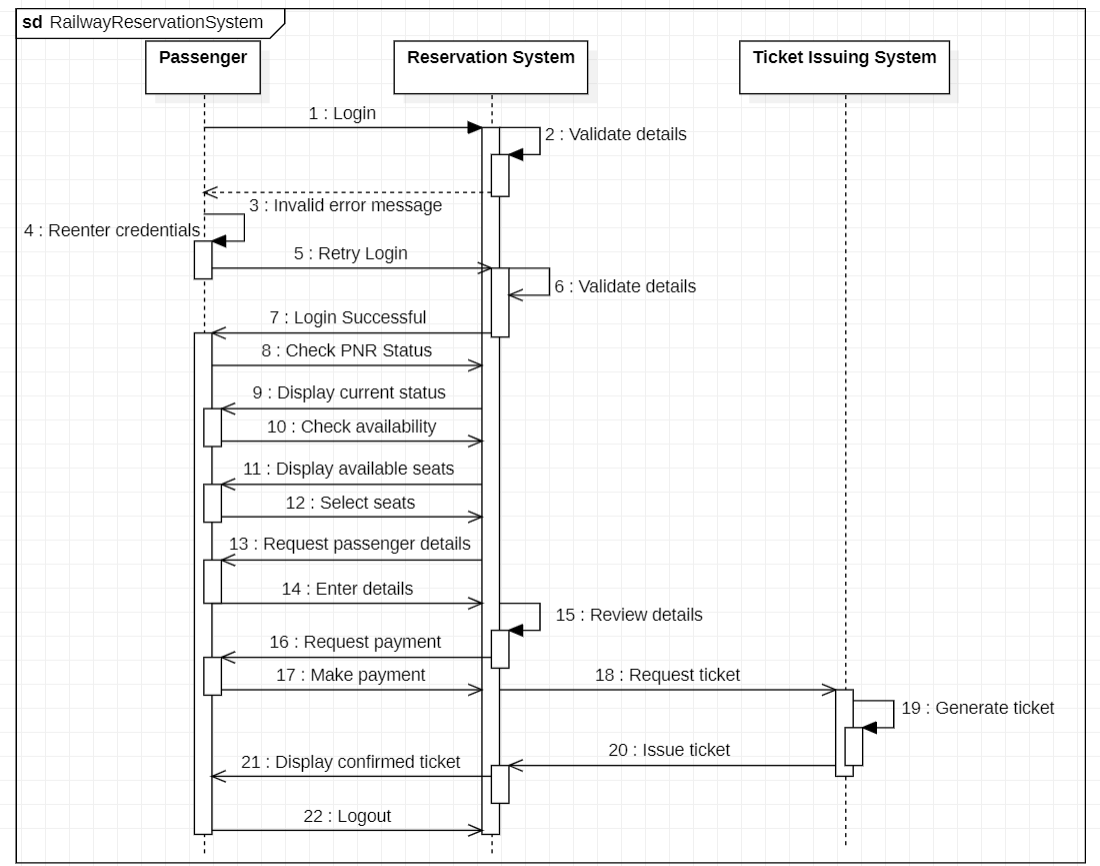 sd RailwayReservationSystem
Passenger
Reservation System
Ticket Issuing System
1 : Login
2 : Validate details
3 : Invalid error message
4 : Reenter credentials
5 : Retry Login
6 : Validate details
7 : Login Successful
8 : Check PNR Status
9 : Display current status
10 : Check availability
11 : Display available seats
12 : Select seats
13 : Request passenger details
14 : Enter details
15 : Review details
16 : Request payment
17 : Make payment
18 : Request ticket
19 : Generate ticket
20 : Issue ticket
21 : Display confirmed ticket
22 : Logout